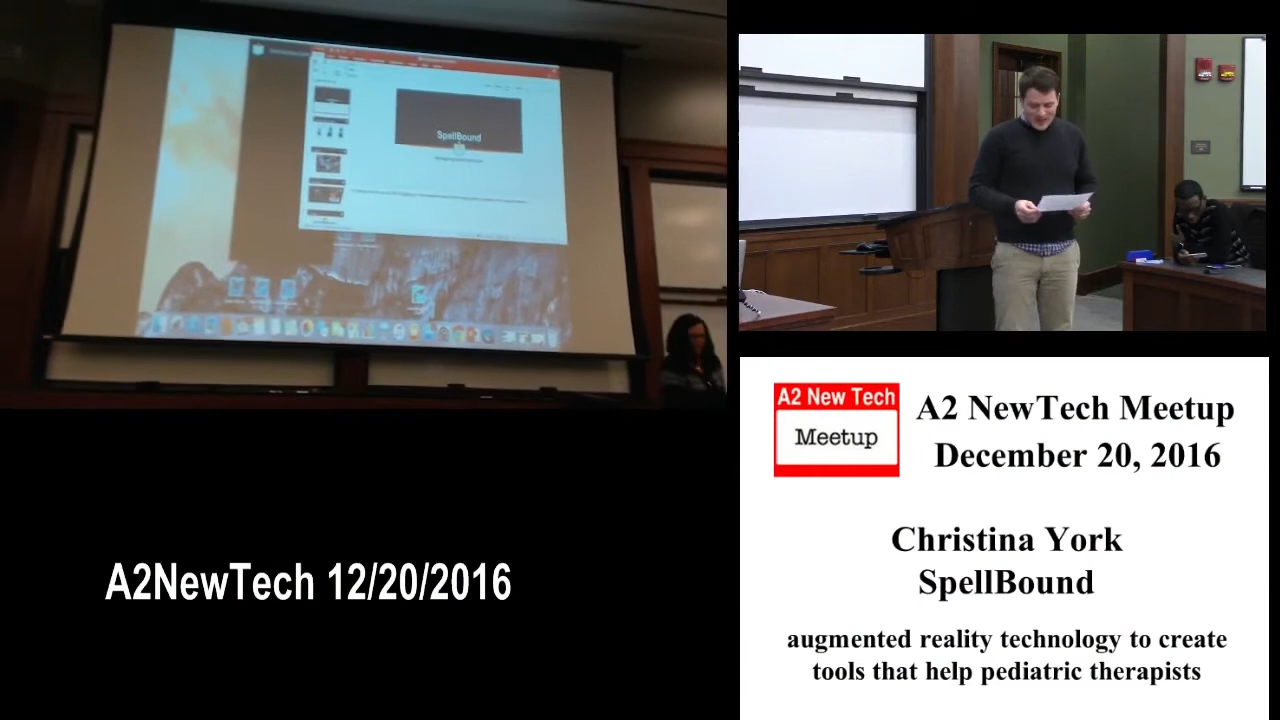 SpellBound
A2 New Tech
Meetup
A2 NewTech Meetup
December 20, 2016
Christina York
SpellBound
augmented reality technology to create
tools that help pediatric therapists
A2NewTech 12/20/2016